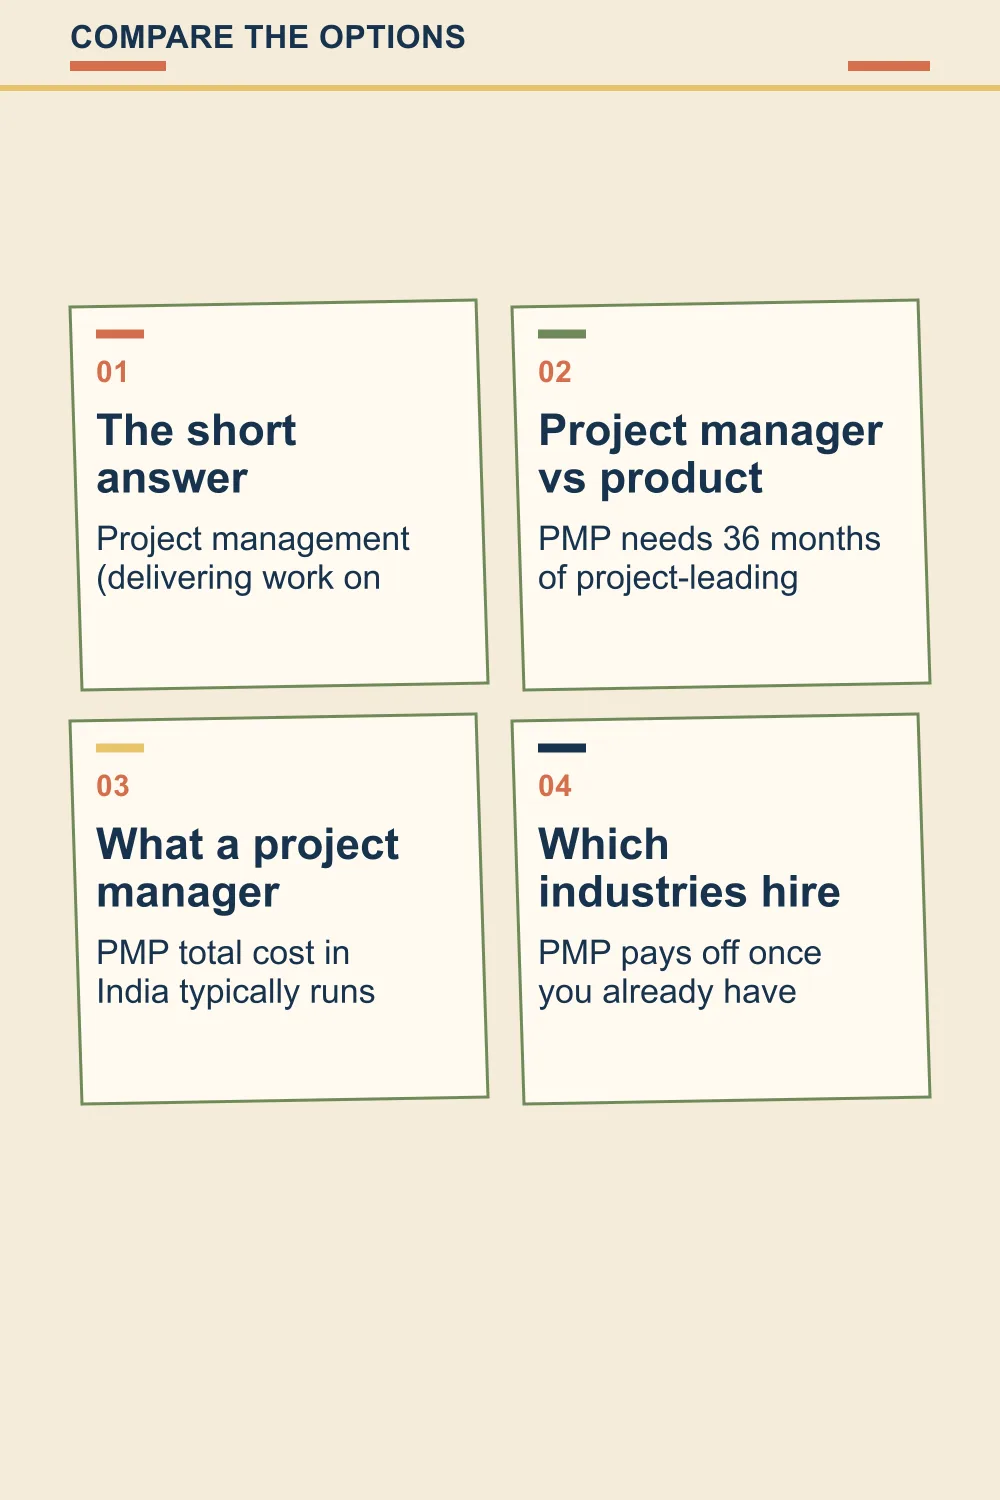 COMPARE THE OPTIONS
01
The short
answer
Project management
(delivering work on
02
Project manager
vs product
PMP needs 36 months
of project-leading
03
What a project
manager
PMP total cost in
India typically runs
04
Which
industries hire
PMP pays off once
you already have